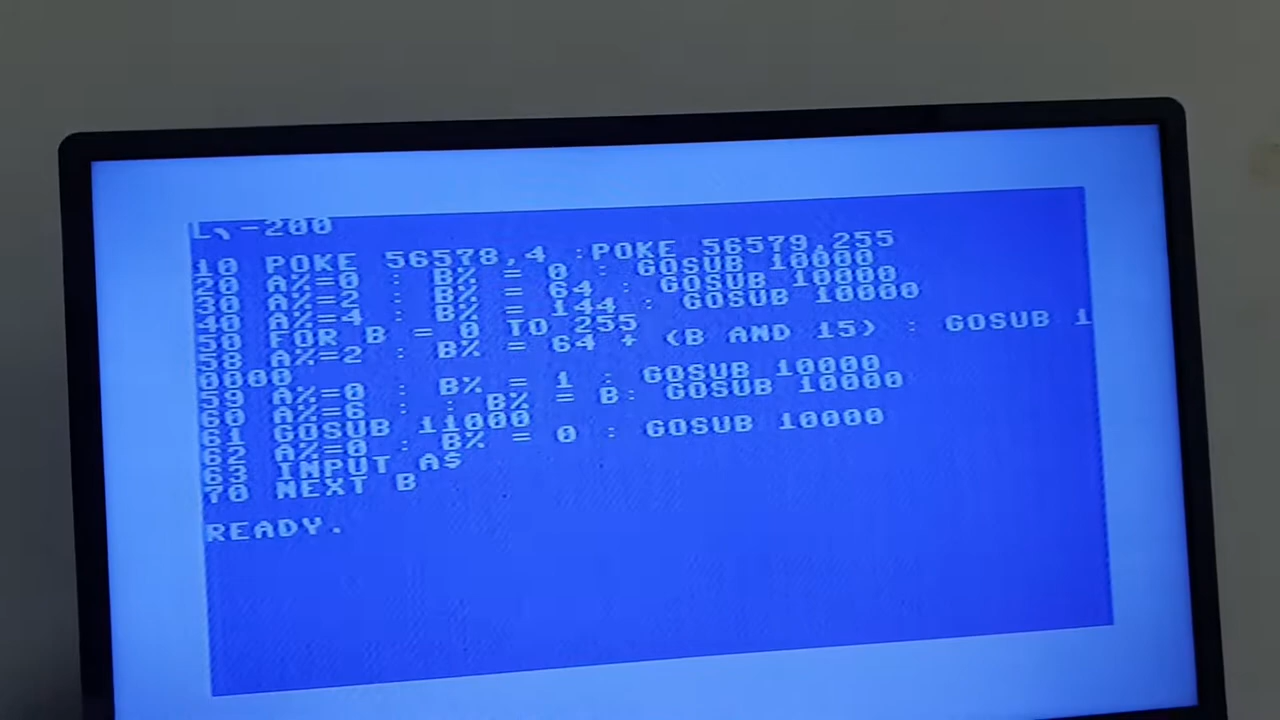 -200
10 POKE 56578,4 :POKE 56579,255
20 A%=0 : B% = 0 : GOSUB 10000
30 A%=2 : B% = 64 : GOSUB 10000
40 A%=4 : B% = 144 : GOSUB 10000
50 FOR B = 0 TO 255
58 A%=2 : B% = 64 + (B AND 15) : GOSUB 1
0000
59 A%=0 : B% = 1 : GOSUB 10000
60 A%=6 : : B% = B: GOSUB 10000
61 GOSUB 11000
62 A%=0 : B% = 0 : GOSUB 10000
63 INPUT A$
70 NEXT B
READY.